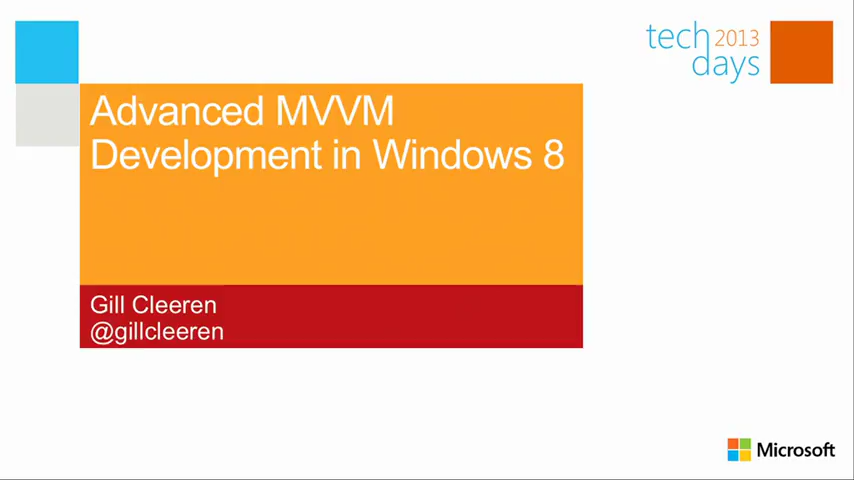 tech 2013
days
Advanced MVVM
Development in Windows 8
Gill Cleeren
@gillcleeren
Microsoft